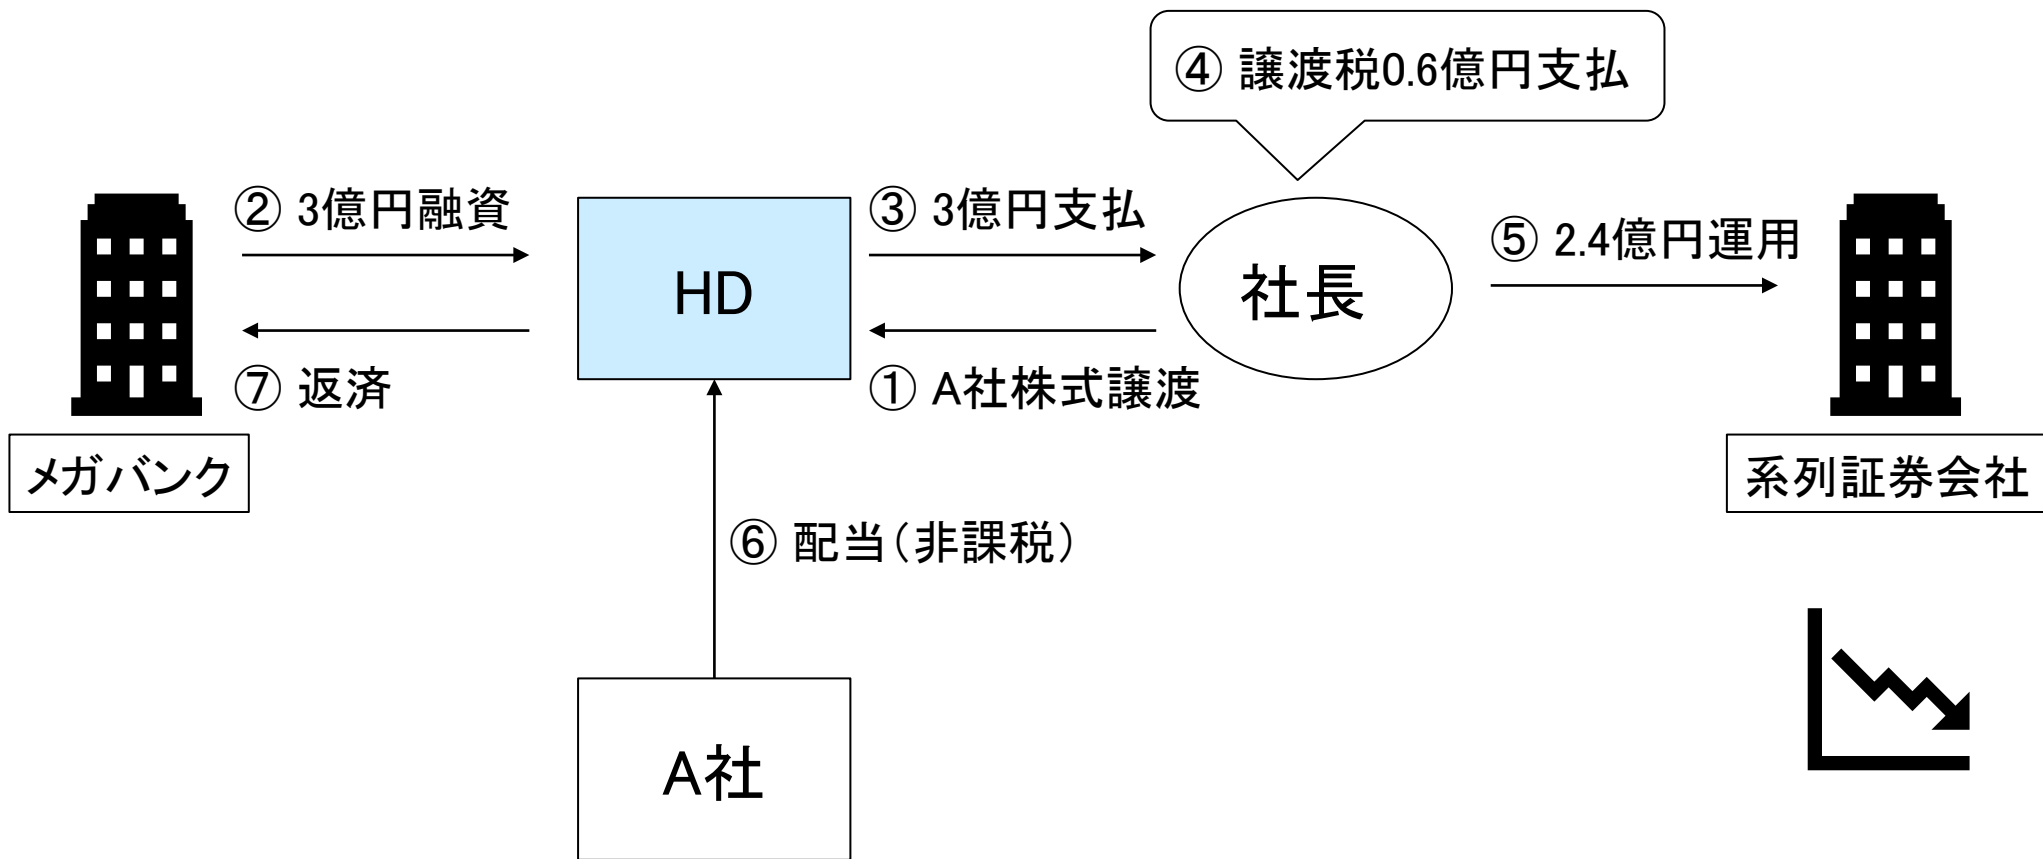 ④ 譲渡税0.6億円支払
② 3億円融資
③ 3億円支払
⑤ 2.4億円運用
HD
社長
⑦ 返済
① A社株式譲渡
メガバンク
系列証券会社
⑥ 配当(非課税)
A社